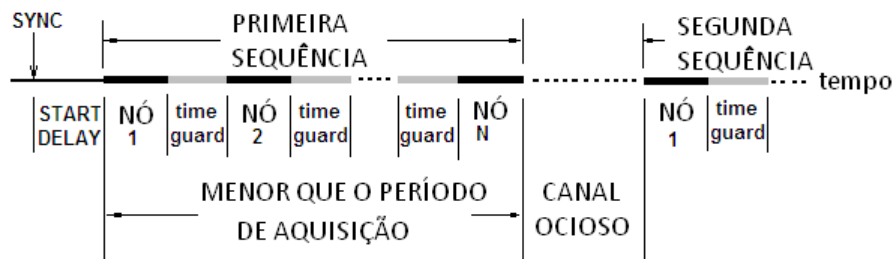 SYNC
PRIMEIRA
SEQUÊNCIA
SEGUNDA
SEQUÊNCIA
tempo
START
DELAY
NÓ
1
time
guard
NÓ
2
time
guard
time
guard
NÓ
N
NÓ
1
time
guard
MENOR QUE O PERÍODO
DE AQUISIÇÃO
CANAL
OCIOSO